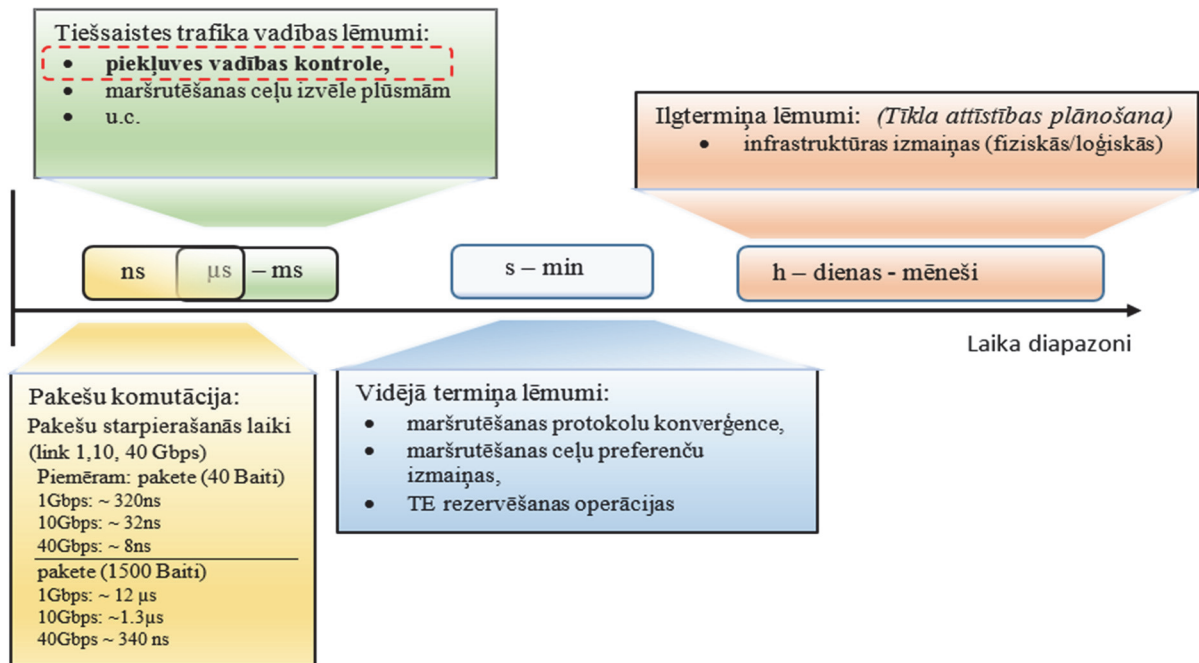 Tiešsaistes trafika vadības lēmumi:
• piekļuves vadības kontrole,
• maršrutēšanas ceļu izvēle plūsmām
• u.c.
Ilgtermiņa lēmumi: (Tīkla attīstības plānošana)
• infrastruktūras izmaiņas (fiziskās/loģiskās)
ns
µs – ms
s – min
h – dienas - mēneši
Laika diapazoni
Pakešu komutācija:
Pakešu starpierašanās laiki
(link 1,10, 40 Gbps)
Piemēram: pakete (40 Baiti)
1Gbps: ~ 320ns
10Gbps: ~ 32ns
40Gbps: ~ 8ns
pakete (1500 Baiti)
1Gbps: ~ 12 µs
10Gbps: ~1.3µs
40Gbps ~ 340 ns
Vidējā termiņa lēmumi:
• maršrutēšanas protokolu konverģence,
• maršrutēšanas ceļu preferenču
izmaiņas,
• TE rezervēšanas operācijas